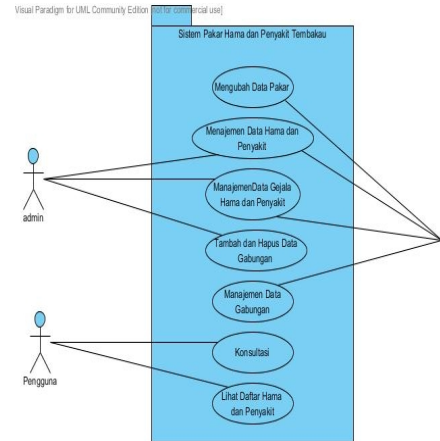 Visual Paradigm for UML Community Edition [not for commercial use]
Sistem Pakar Hama dan Penyakit Tembakau
Mengubah Data Pakar
Menajemen Data Hama dan
Penyakit
ManajemenData Gejala
Hama dan Penyakit
admin
Tambah dan Hapus Data
Gabungan
Manajemen Data
Gabungan
Konsultasi
Pengguna
Lihat Daftar Hama
dan Penyakit